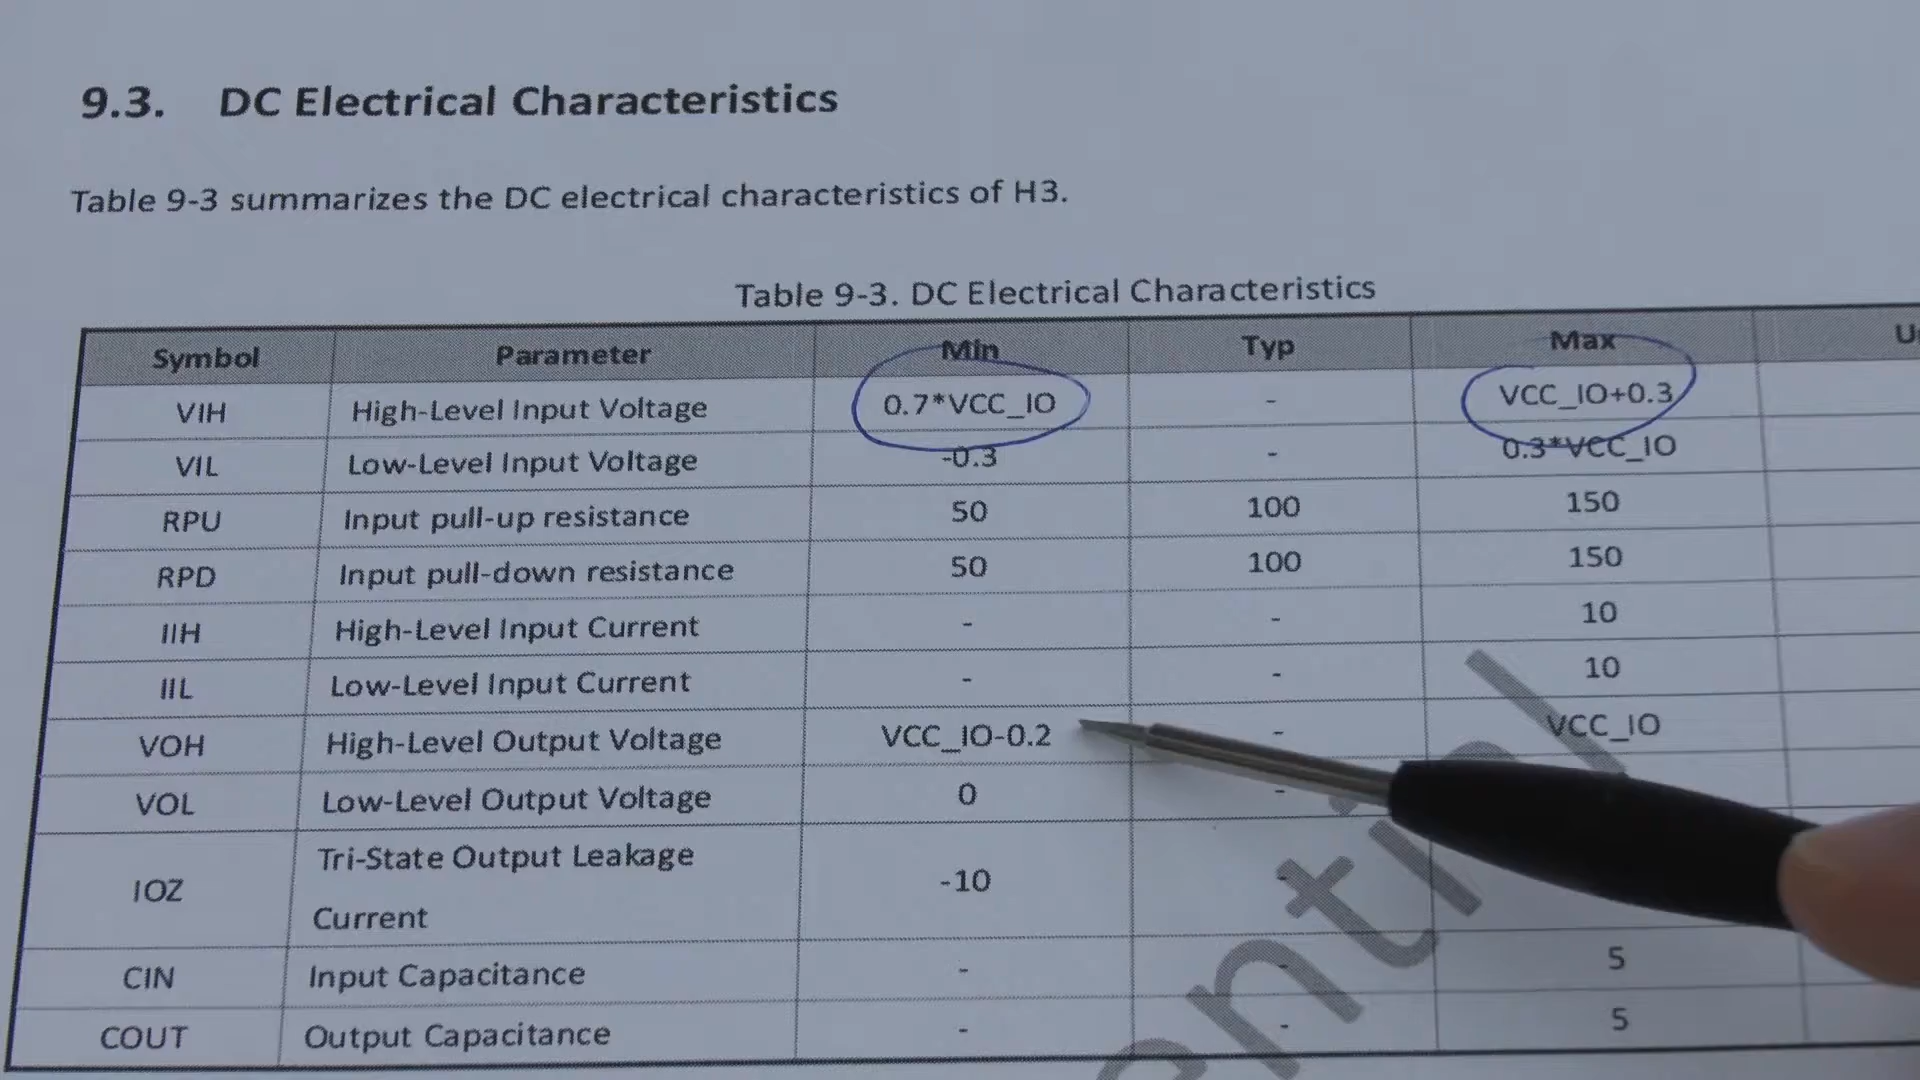 9.3. DC Electrical Characteristics
Table 9-3 summarizes the DC electrical characteristics of H3.
Table 9-3. DC Electrical Characteristics
Symbol Parameter Min Typ Max
VIH High-Level Input Voltage 0.7*VCC_IO - VCC_IO+0.3
VIL Low-Level Input Voltage -0.3 - 0.3*VCC_IO
RPU Input pull-up resistance 50 100 150
RPD Input pull-down resistance 50 100 150
IIH High-Level Input Current - - 10
IIL Low-Level Input Current - - 10
VOH High-Level Output Voltage VCC_IO-0.2 - VCC_IO
VOL Low-Level Output Voltage 0 -
IOZ Tri-State Output Leakage Current -10 -
CIN Input Capacitance - - 5
COUT Output Capacitance - - 5